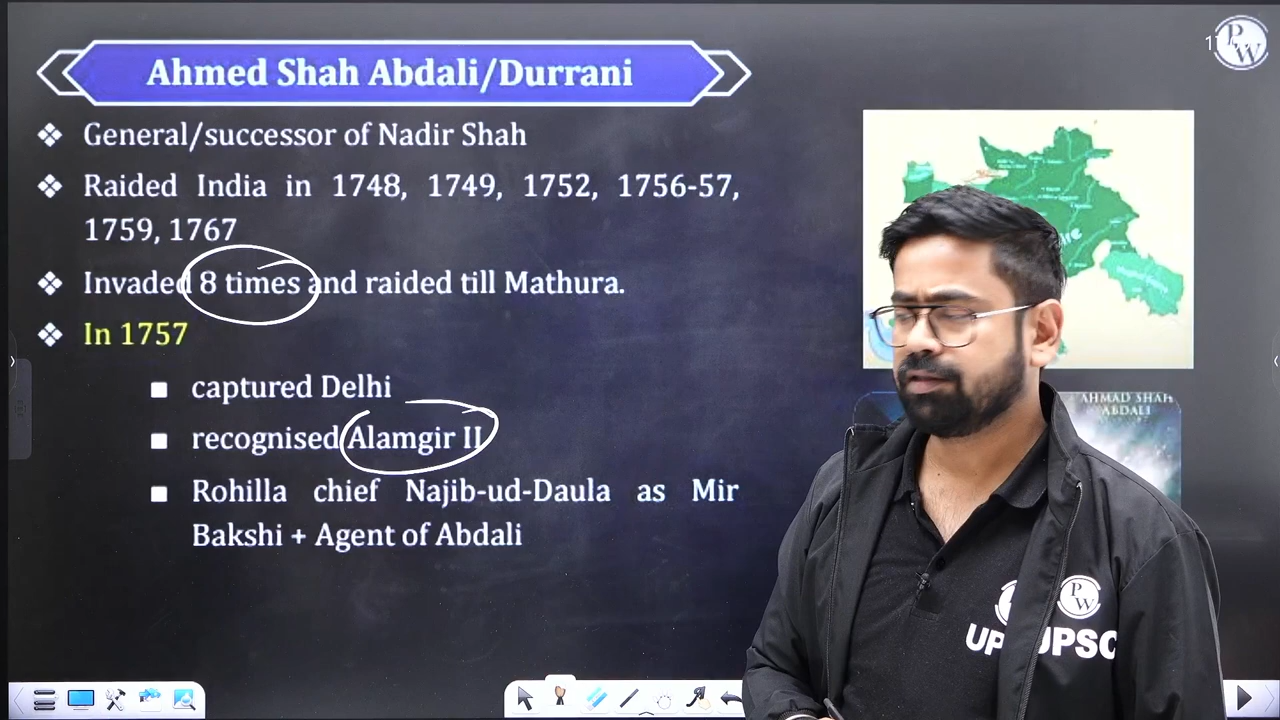 Ahmed Shah Abdali/Durrani
❖ General/successor of Nadir Shah
❖ Raided India in 1748, 1749, 1752, 1756-57,
1759, 1767
❖ Invaded 8 times and raided till Mathura.
❖ In 1757
■ captured Delhi
■ recognised Alamgir II
■ Rohilla chief Najib-ud-Daula as Mir
Bakshi + Agent of Abdali
PW
AHMAD SHAH
ABDALI
PW
UPSC